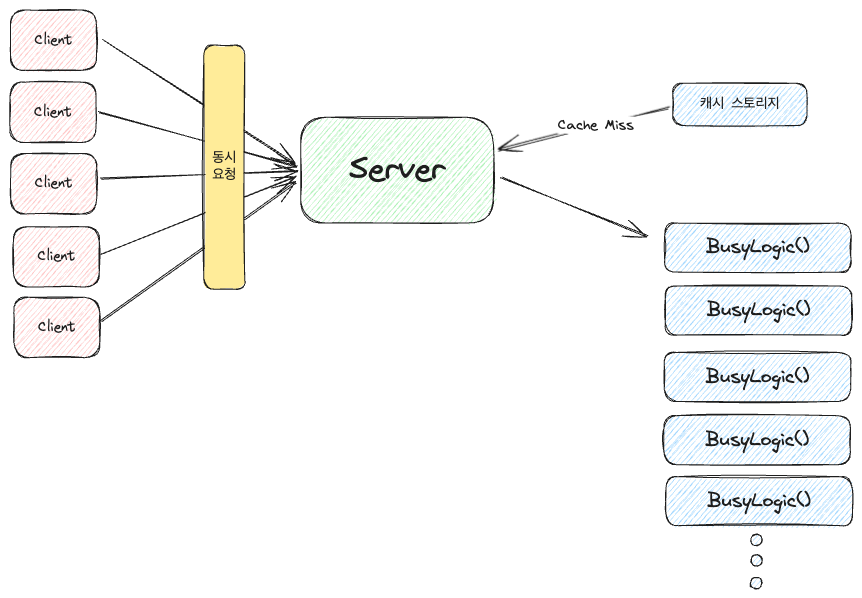 Client
Client
Client
Client
Client
동시
요청
Server
Cache Miss
캐시 스토리지
BusyLogic()
BusyLogic()
BusyLogic()
BusyLogic()
BusyLogic()